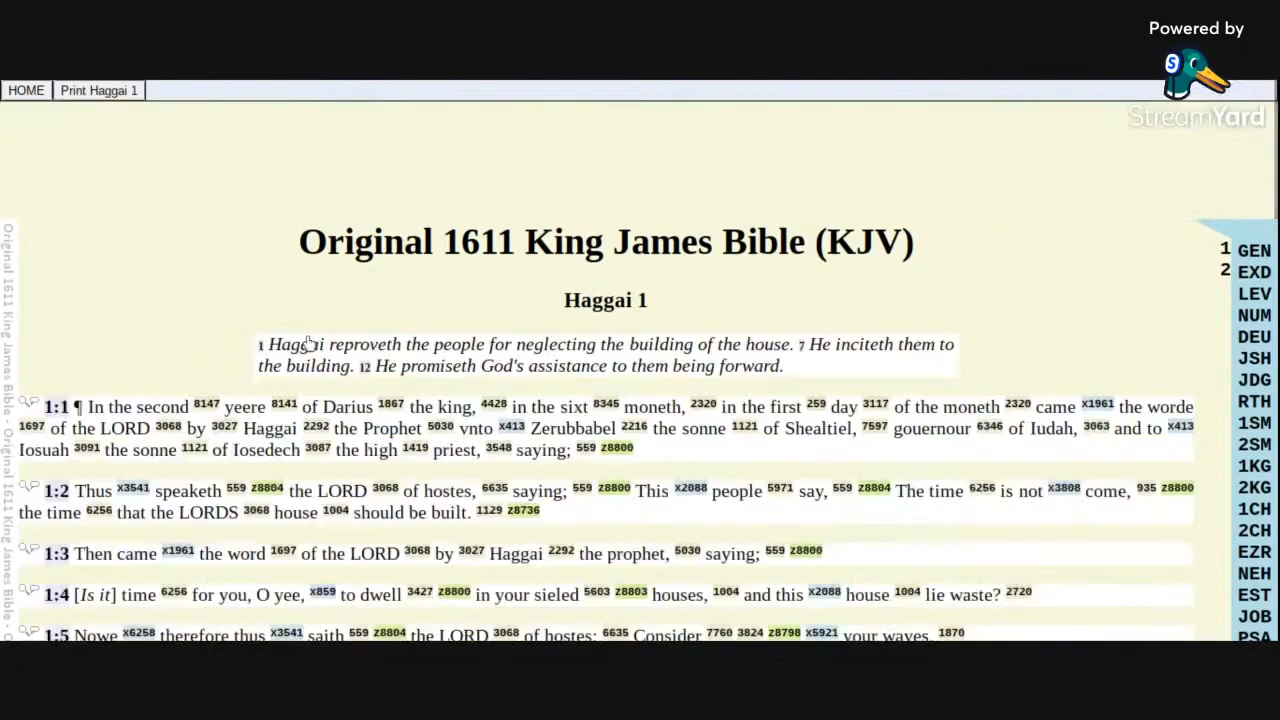 Powered by
S
StreamYard
HOME Print Haggai 1
Original 1611 King James Bible (KJV)
Haggai 1
1 Haggai reproveth the people for neglecting the building of the house. 7 He inciteth them to
the building. 12 He promiseth God's assistance to them being forward.
1:1 ¶ In the second 8147 yeere 8141 of Darius 1867 the king, 4428 in the sixt 8345 moneth, 2320 in the first 259 day 3117 of the moneth 2320 came x1961 the worde
1697 of the LORD 3068 by 3027 Haggai 2292 the Prophet 5030 vnto x413 Zerubbabel 2216 the sonne 1121 of Shealtiel, 7597 gouernour 6346 of Iudah, 3063 and to x413
Iosuah 3091 the sonne 1121 of Iosedech 3087 the high 1419 priest, 3548 saying; 559 z8800
1:2 Thus x3541 speaketh 559 z8804 the LORD 3068 of hostes, 6635 saying; 559 z8800 This x2088 people 5971 say, 559 z8804 The time 6256 is not x3808 come, 935 z8800
the time 6256 that the LORDS 3068 house 1004 should be built. 1129 z8736
1:3 Then came x1961 the word 1697 of the LORD 3068 by 3027 Haggai 2292 the prophet, 5030 saying; 559 z8800
1:4 [Is it] time 6256 for you, O yee, x859 to dwell 3427 z8800 in your sieled 5603 z8803 houses, 1004 and this x2088 house 1004 lie waste? 2720
1:5 Nowe x6258 therefore thus x3541 saith 559 z8804 the LORD 3068 of hostes; 6635 Consider 7760 3824 z8798 x5921 your waves. 1870
1
2
GEN
EXD
LEV
NUM
DEU
JSH
JDG
RTH
1SM
2SM
1KG
2KG
1CH
2CH
EZR
NEH
EST
JOB
PSA
Original 1611 King James Bible - Original 1611 King James Bible - O